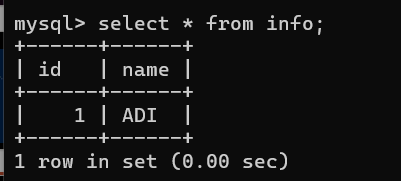 mysql> select * from info;
+------+------+
| id   | name |
+------+------+
|    1 | ADI  |
+------+------+
1 row in set (0.00 sec)